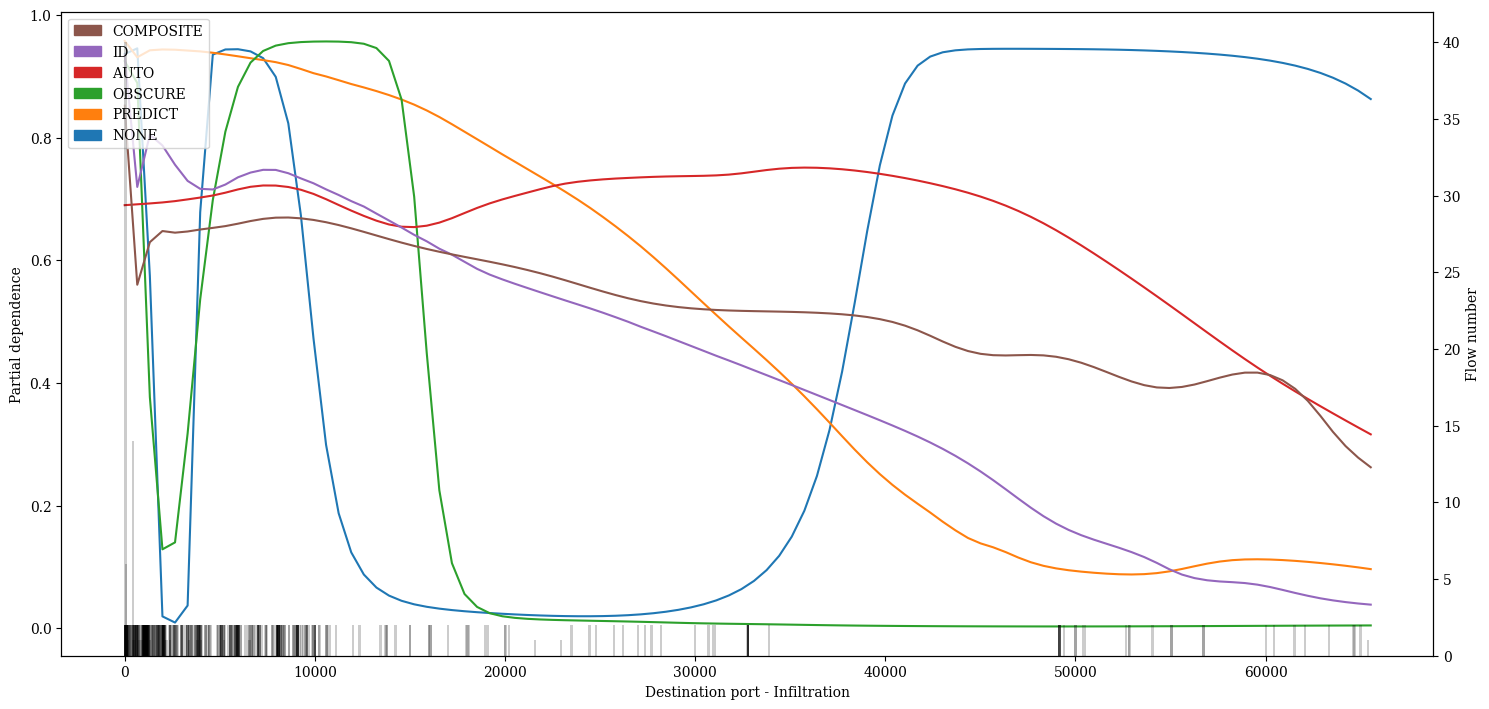 COMPOSITE
ID
AUTO
OBSCURE
PREDICT
NONE
Partial dependence
1.0
0.8
0.6
0.4
0.2
0.0
Flow number
40
35
30
25
20
15
10
5
0
0 10000 20000 30000 40000 50000 60000
Destination port - Infiltration